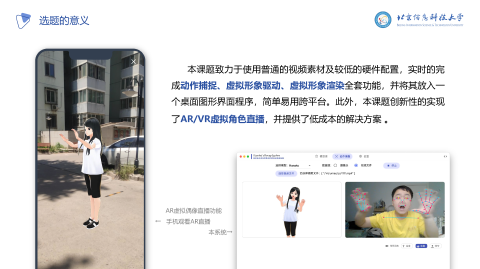 选题的意义
北京信息科技大学
本课题致力于使用普通的视频素材及较低的硬件配置，实时的完
成动作捕捉、虚拟形象驱动、虚拟形象渲染全套功能，并将其放入一
个桌面图形界面程序，简单易用跨平台。此外，本课题创新性的实现
了AR/VR虚拟角色直播，并提供了低成本的解决方案 。
AR虚拟偶像直播功能
← 手机观看AR直播
本系统→